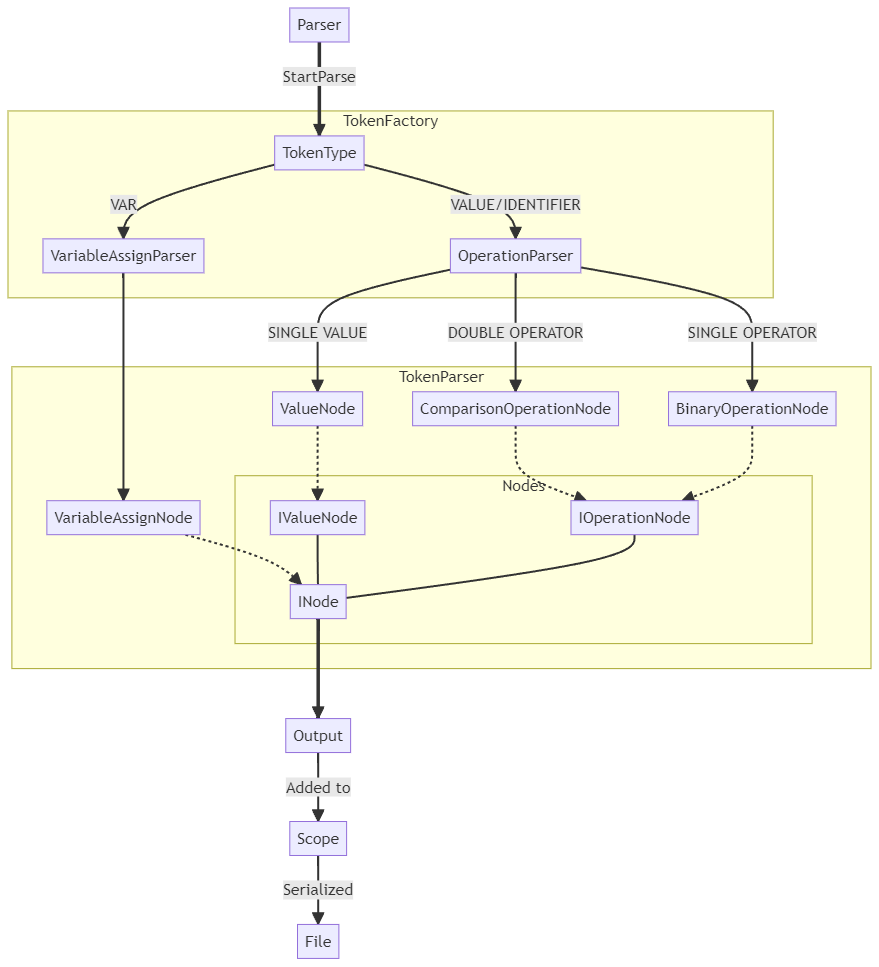 Parser
StartParse
TokenFactory
TokenType
VAR
VALUE/IDENTIFIER
VariableAssignParser
OperationParser
SINGLE VALUE
DOUBLE OPERATOR
SINGLE OPERATOR
TokenParser
ValueNode
ComparisonOperationNode
BinaryOperationNode
Nodes
VariableAssignNode
IValueNode
IOperationNode
INode
Output
Added to
Scope
Serialized
File